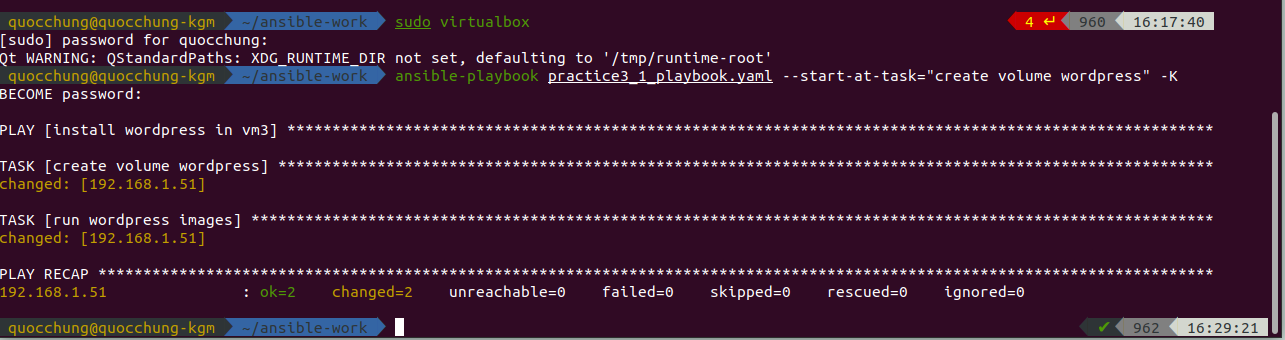 quocchung@quocchung-kgm ~/ansible-work sudo virtualbox 4 ↵ 960 16:17:40
[sudo] password for quocchung:
Qt WARNING: QStandardPaths: XDG_RUNTIME_DIR not set, defaulting to '/tmp/runtime-root'
quocchung@quocchung-kgm ~/ansible-work ansible-playbook practice3_1_playbook.yaml --start-at-task="create volume wordpress" -K
BECOME password:
PLAY [install wordpress in vm3] *******************************************************************************************************
TASK [create volume wordpress] ********************************************************************************************************
changed: [192.168.1.51]
TASK [run wordpress images] ***********************************************************************************************************
changed: [192.168.1.51]
PLAY RECAP ****************************************************************************************************************************
192.168.1.51 : ok=2 changed=2 unreachable=0 failed=0 skipped=0 rescued=0 ignored=0
quocchung@quocchung-kgm ~/ansible-work ✔ 962 16:29:21